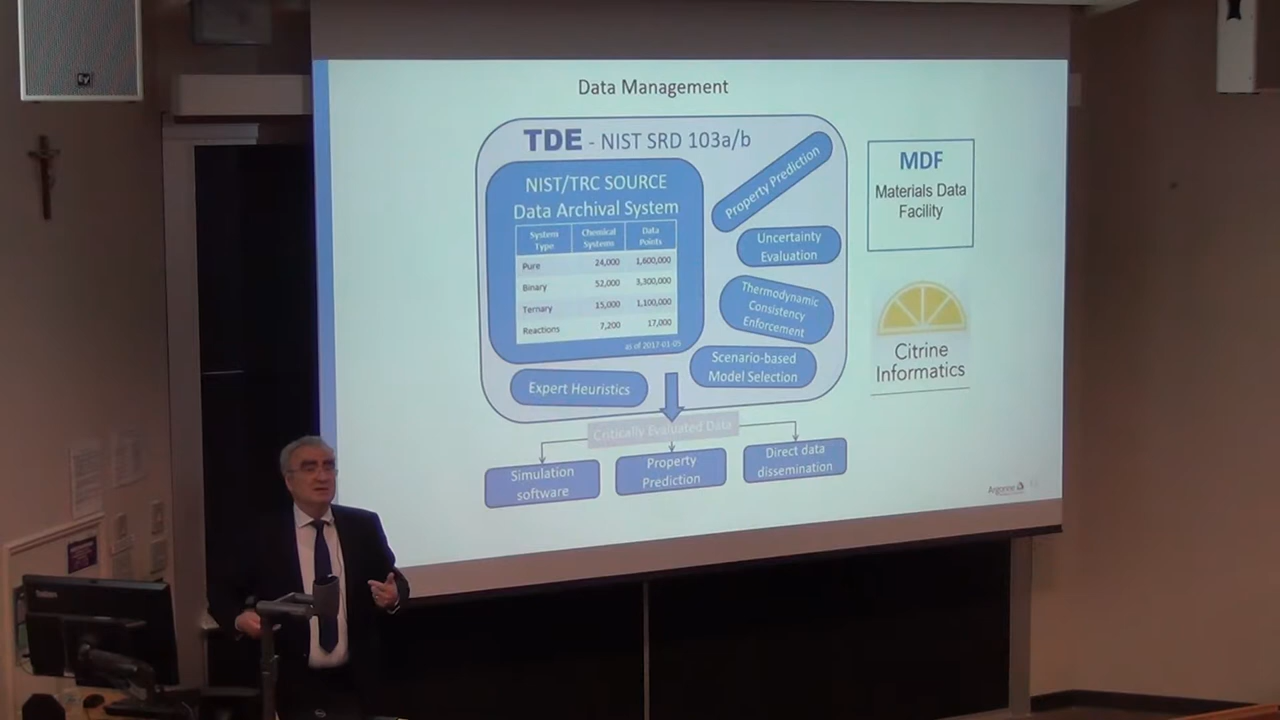 Data Management
TDE - NIST SRD 103a/b
NIST/TRC SOURCE
Data Archival System
System Type
Chemical Systems
Data Points
Pure 24,000 1,600,000
Binary 52,000 3,300,000
Ternary 15,000 1,100,000
Reactions 7,200 17,000
as of 2017-01-05
Property Prediction
Uncertainty
Evaluation
Thermodynamic
Consistency
Enforcement
Scenario-based
Model Selection
Expert Heuristics
Critically Evaluated Data
Simulation
software
Property
Prediction
Direct data
dissemination
MDF
Materials Data
Facility
Citrine
Informatics
Argonne